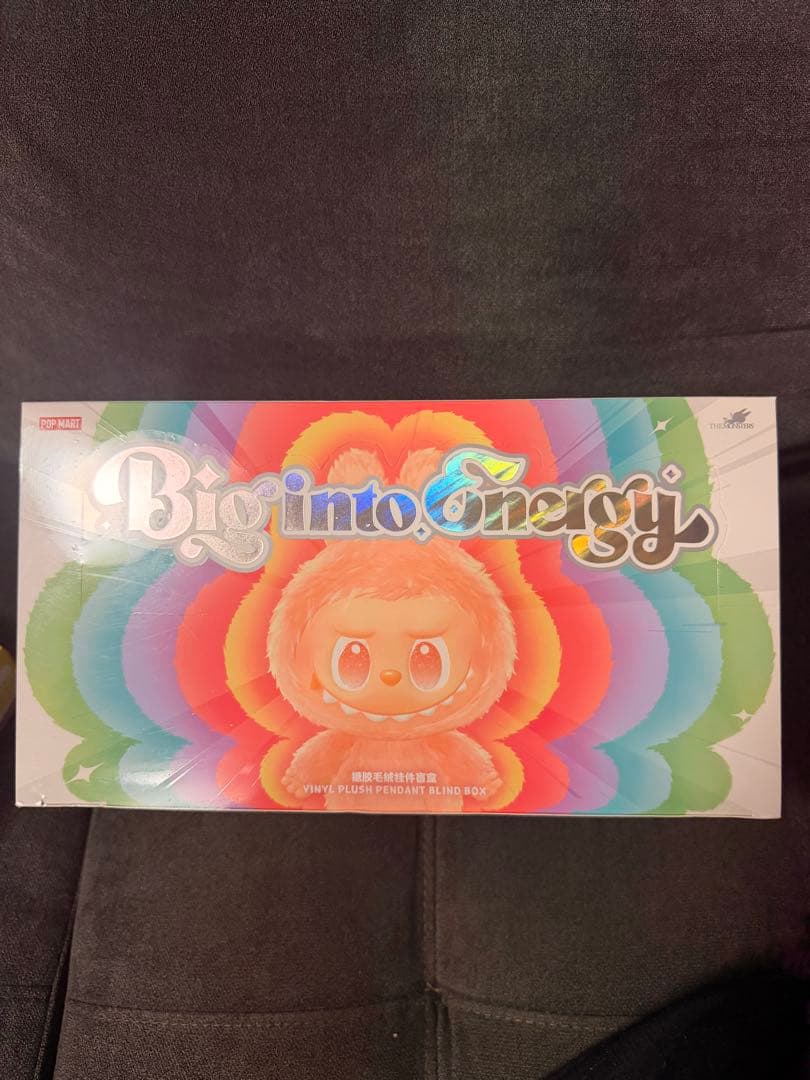 POP MART
THE MONSTERS
Big into Energy
搪胶毛绒挂件盲盒
VINYL PLUSH PENDANT BLIND BOX